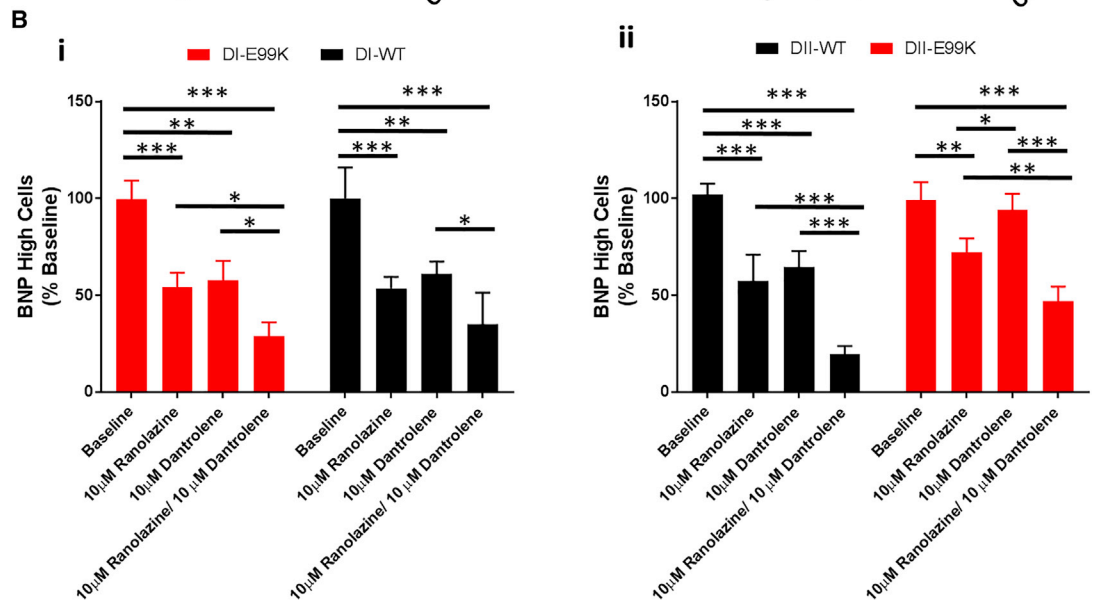 B
i
DI-E99K DI-WT
BNP High Cells
(% Baseline)
150
100
50
0
***
**
***
*
*
***
**
***
*
Baseline
10μM Ranolazine
10μM Dantrolene
10μM Ranolazine/ 10 μM Dantrolene
Baseline
10μM Ranolazine
10μM Dantrolene
10μM Ranolazine/ 10 μM Dantrolene
ii
DII-WT DII-E99K
BNP High Cells
(% Baseline)
150
100
50
0
***
***
***
***
***
***
*
***
**
**
Baseline
10μM Ranolazine
10μM Dantrolene
10μM Ranolazine/ 10 μM Dantrolene
Baseline
10μM Ranolazine
10μM Dantrolene
10μM Ranolazine/ 10 μM Dantrolene